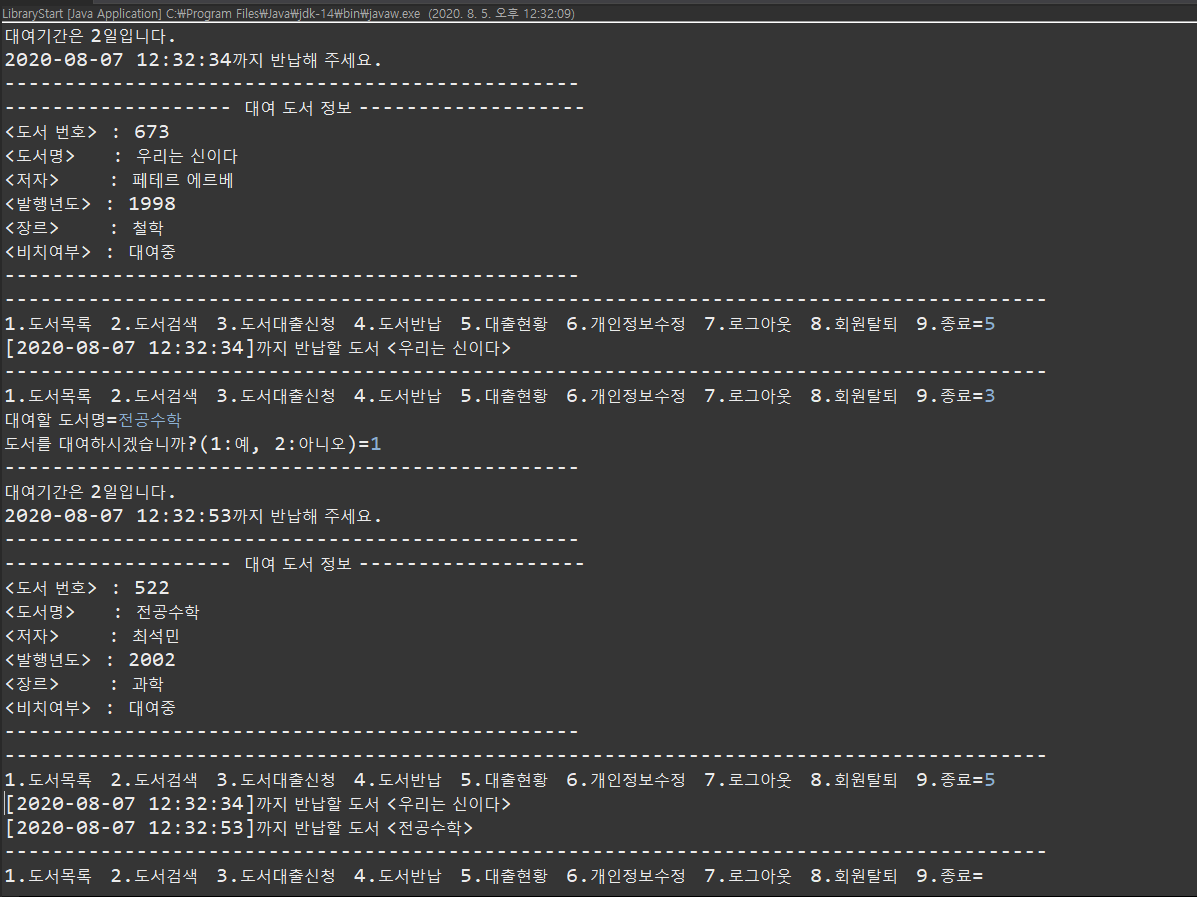 LibraryStart [Java Application] C:₩Program Files₩Java₩jdk-14₩bin₩javaw.exe (2020. 8. 5. 오후 12:32:09)
대여기간은 2일입니다.
2020-08-07 12:32:34까지 반납해 주세요.
------------------------------------------------
------------------- 대여 도서 정보 -------------------
<도서 번호> : 673
<도서명> : 우리는 신이다
<저자> : 페테르 에르베
<발행년도> : 1998
<장르> : 철학
<비치여부> : 대여중
------------------------------------------------
---------------------------------------------------------------------------------------
1.도서목록 2.도서검색 3.도서대출신청 4.도서반납 5.대출현황 6.개인정보수정 7.로그아웃 8.회원탈퇴 9.종료=5
[2020-08-07 12:32:34]까지 반납할 도서 <우리는 신이다>
---------------------------------------------------------------------------------------
1.도서목록 2.도서검색 3.도서대출신청 4.도서반납 5.대출현황 6.개인정보수정 7.로그아웃 8.회원탈퇴 9.종료=3
대여할 도서명=전공수학
도서를 대여하시겠습니까?(1:예, 2:아니오)=1
------------------------------------------------
대여기간은 2일입니다.
2020-08-07 12:32:53까지 반납해 주세요.
------------------------------------------------
------------------- 대여 도서 정보 -------------------
<도서 번호> : 522
<도서명> : 전공수학
<저자> : 최석민
<발행년도> : 2002
<장르> : 과학
<비치여부> : 대여중
------------------------------------------------
---------------------------------------------------------------------------------------
1.도서목록 2.도서검색 3.도서대출신청 4.도서반납 5.대출현황 6.개인정보수정 7.로그아웃 8.회원탈퇴 9.종료=5
[2020-08-07 12:32:34]까지 반납할 도서 <우리는 신이다>
[2020-08-07 12:32:53]까지 반납할 도서 <전공수학>
---------------------------------------------------------------------------------------
1.도서목록 2.도서검색 3.도서대출신청 4.도서반납 5.대출현황 6.개인정보수정 7.로그아웃 8.회원탈퇴 9.종료=